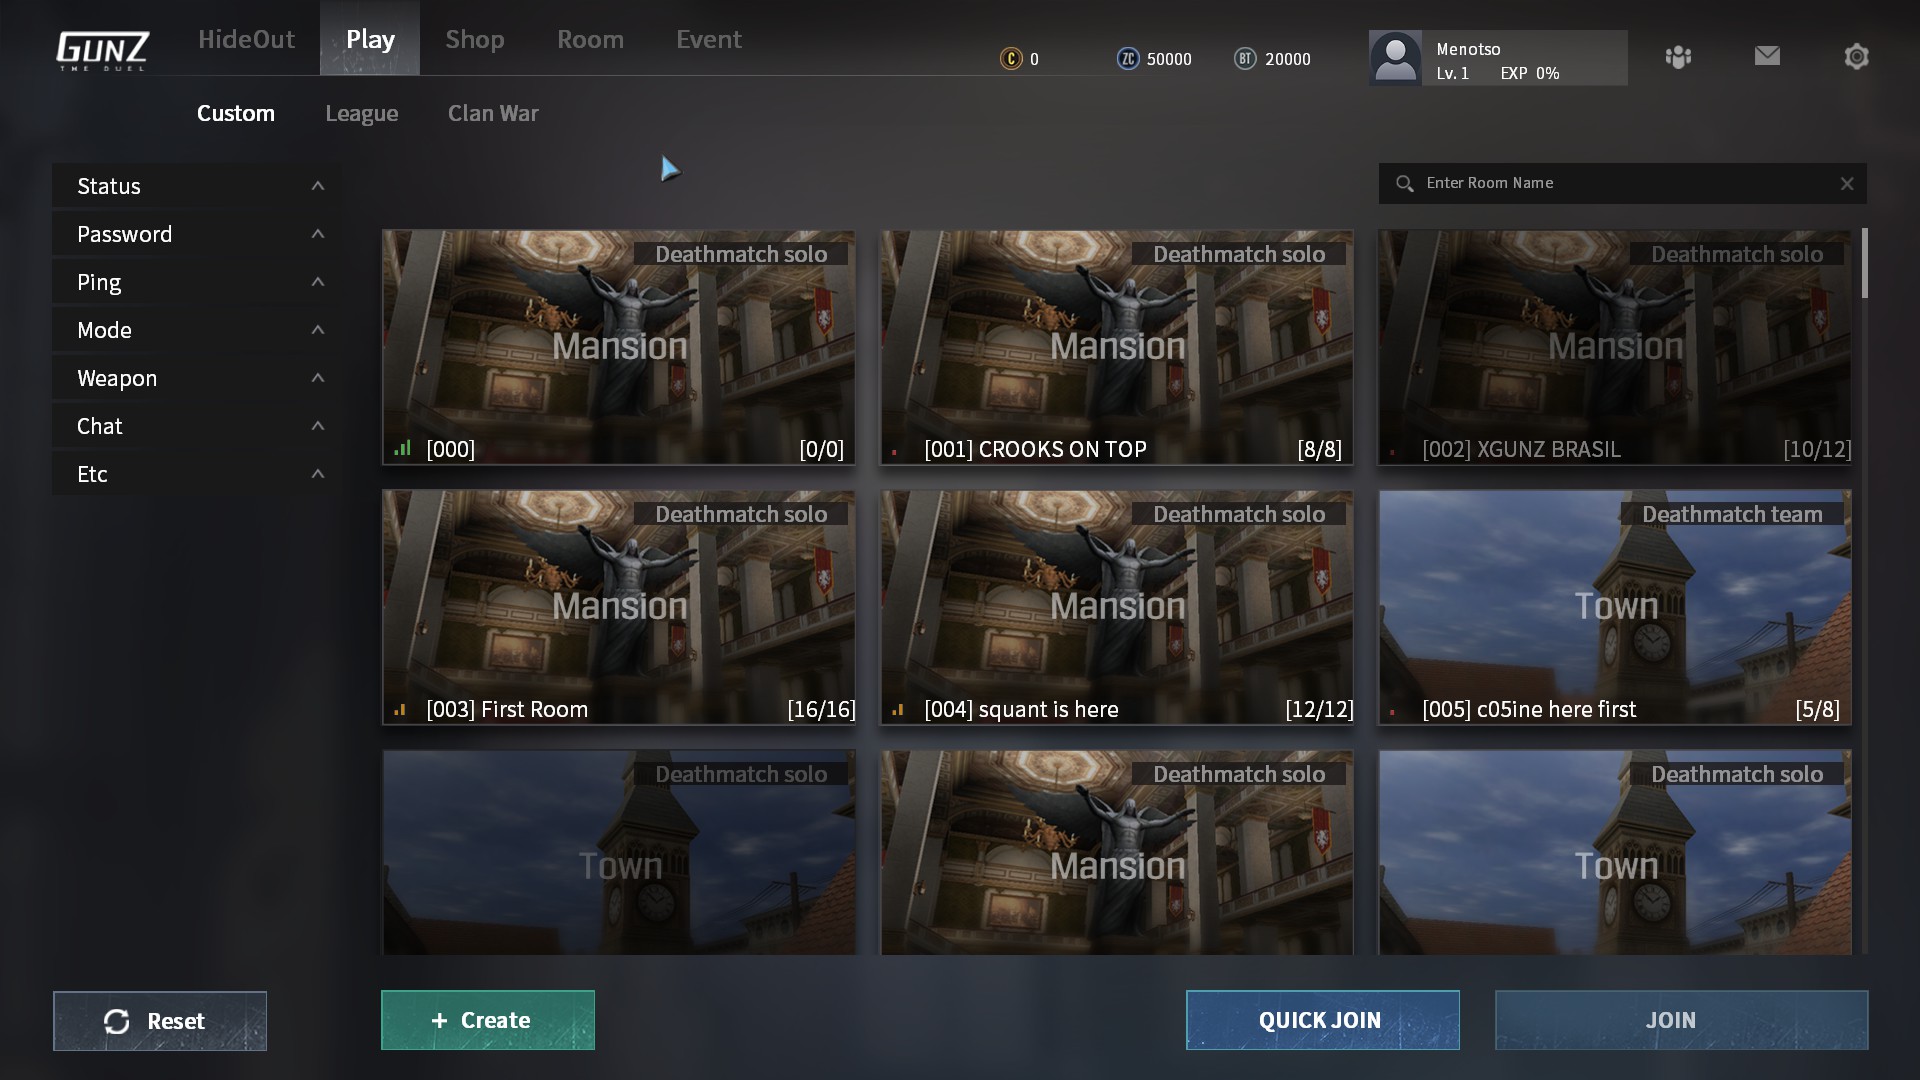 GUNZ
THE DUEL
HideOut
Play
Shop
Room
Event
C 0
ZC 50000
BT 20000
Menotso
Lv. 1 EXP 0%
Custom
League
Clan War
Status
Password
Ping
Mode
Weapon
Chat
Etc
Enter Room Name
Deathmatch solo
Mansion
[000] [0/0]
Deathmatch solo
Mansion
[001] CROOKS ON TOP [8/8]
Deathmatch solo
Mansion
[002] XGUNZ BRASIL [10/12]
Deathmatch solo
Mansion
[003] First Room [16/16]
Deathmatch solo
Mansion
[004] squant is here [12/12]
Deathmatch team
Town
[005] c05ine here first [5/8]
Deathmatch solo
Town
Deathmatch solo
Mansion
Deathmatch solo
Town
Reset
+ Create
QUICK JOIN
JOIN